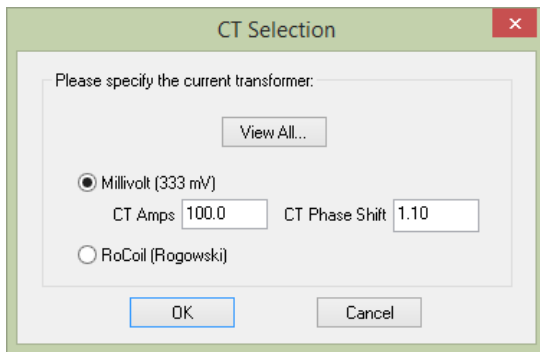 CT Selection
Please specify the current transformer:
View All...
Millivolt (333 mV)
CT Amps 100.0 CT Phase Shift 1.10
RoCoil (Rogowski)
OK Cancel